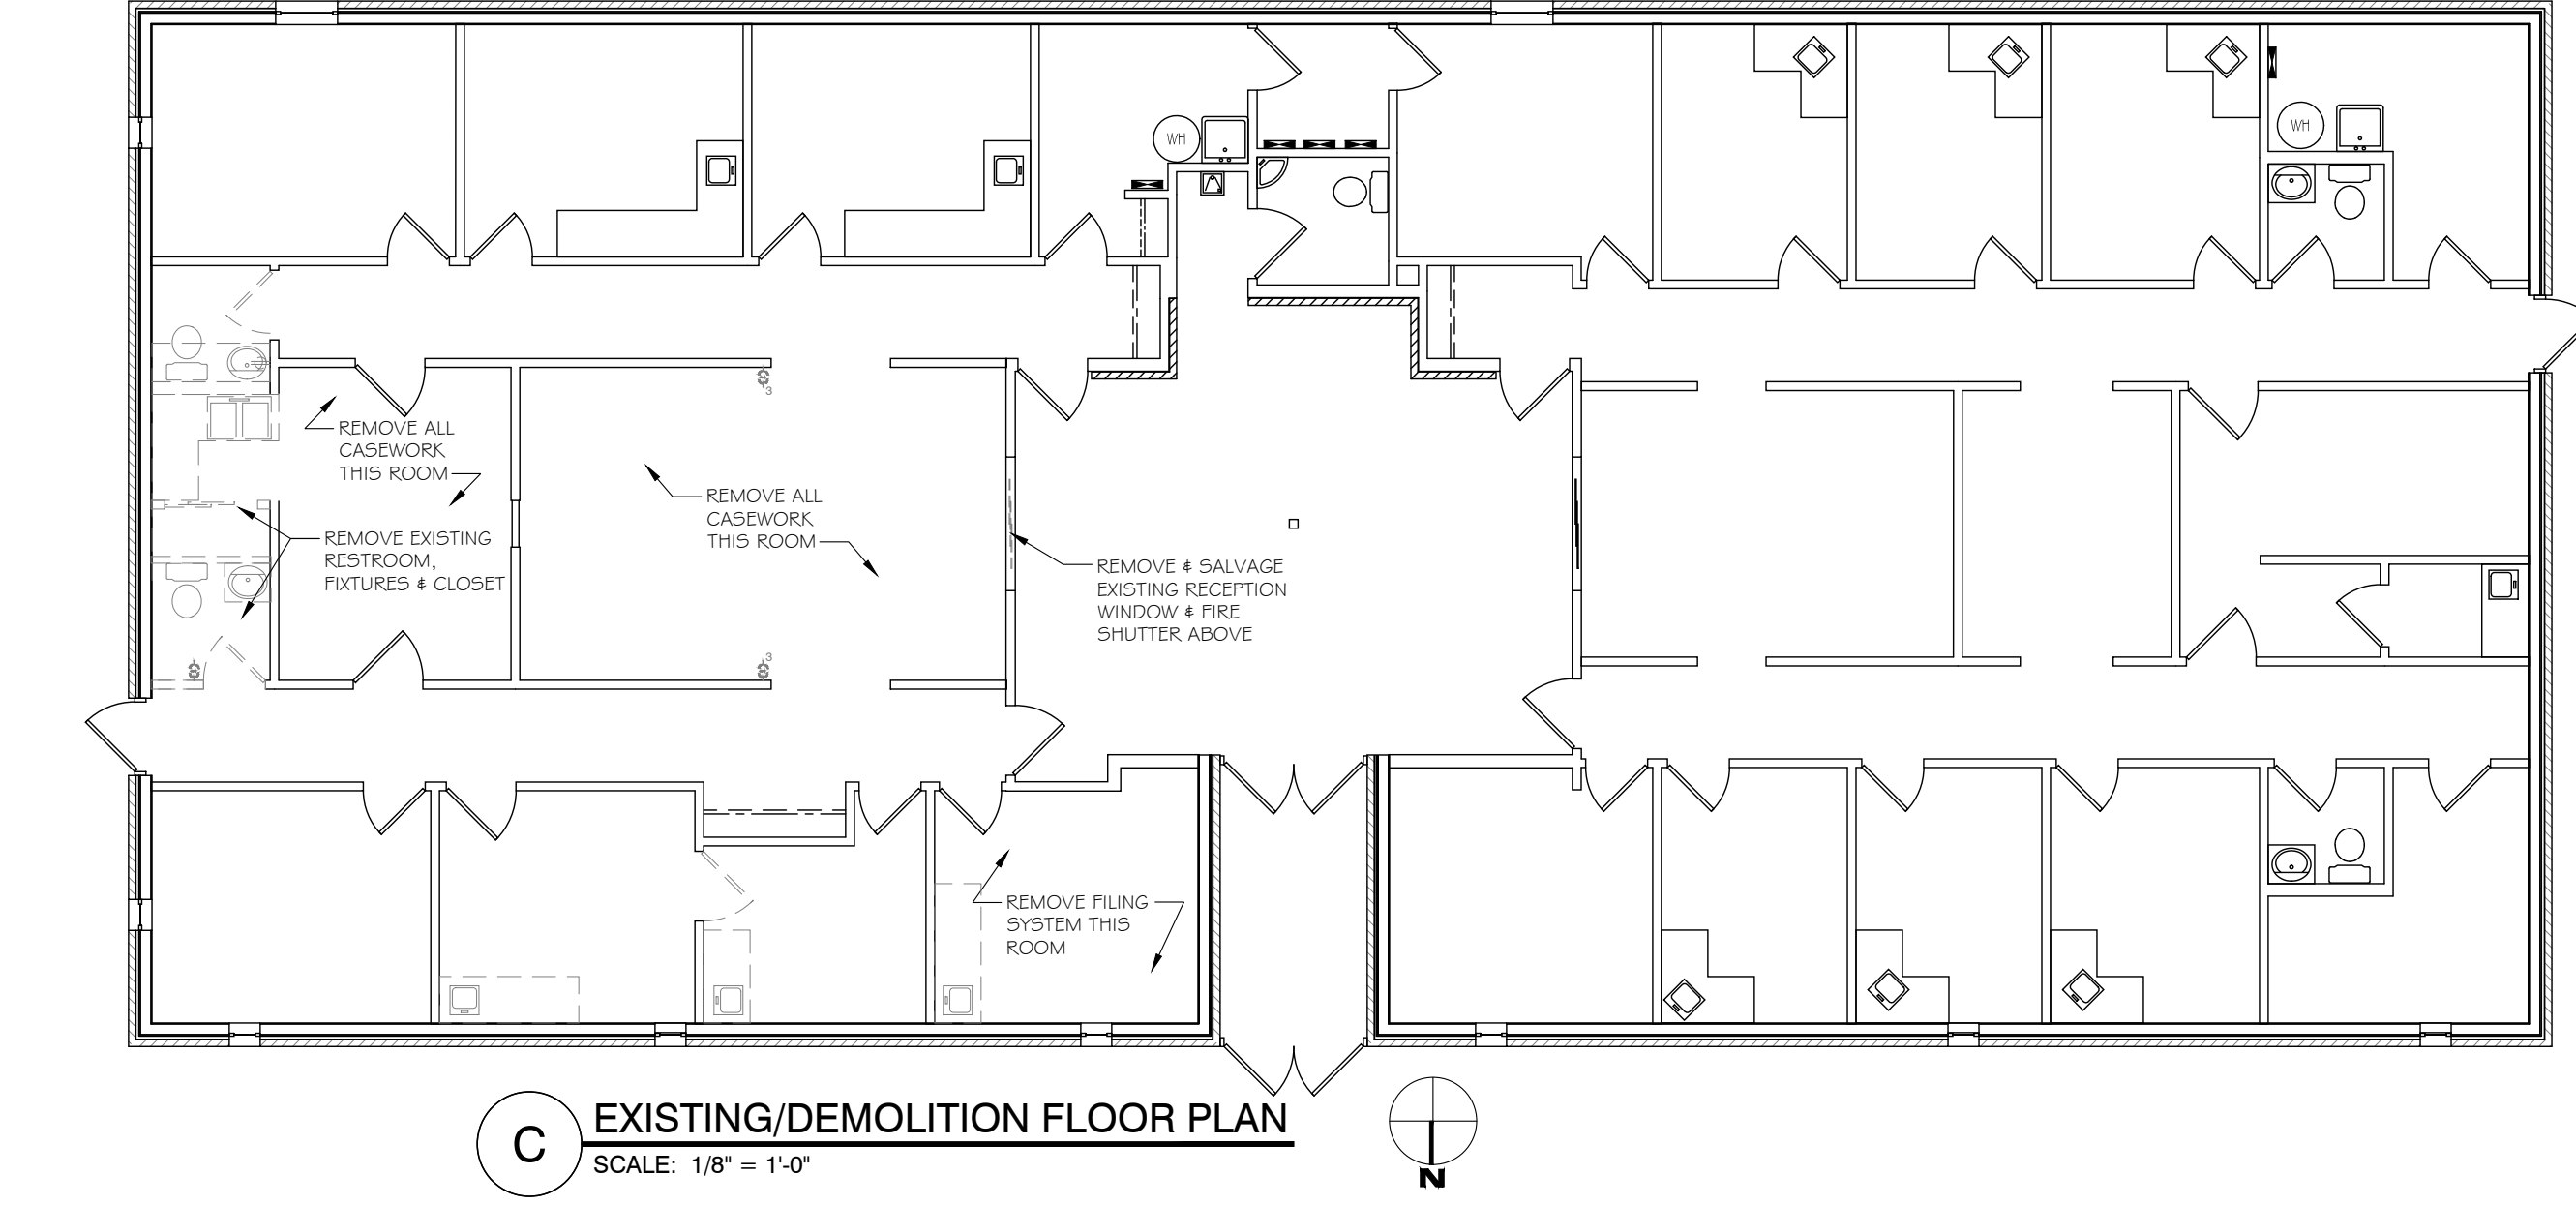 WH
WH
3
REMOVE ALL
CASEWORK
THIS ROOM
REMOVE ALL
CASEWORK
THIS ROOM
REMOVE EXISTING
RESTROOM,
FIXTURES & CLOSET
REMOVE & SALVAGE
EXISTING RECEPTION
WINDOW & FIRE
SHUTTER ABOVE
3
REMOVE FILING
SYSTEM THIS
ROOM
C
EXISTING/DEMOLITION FLOOR PLAN
SCALE: 1/8" = 1'-0"
N